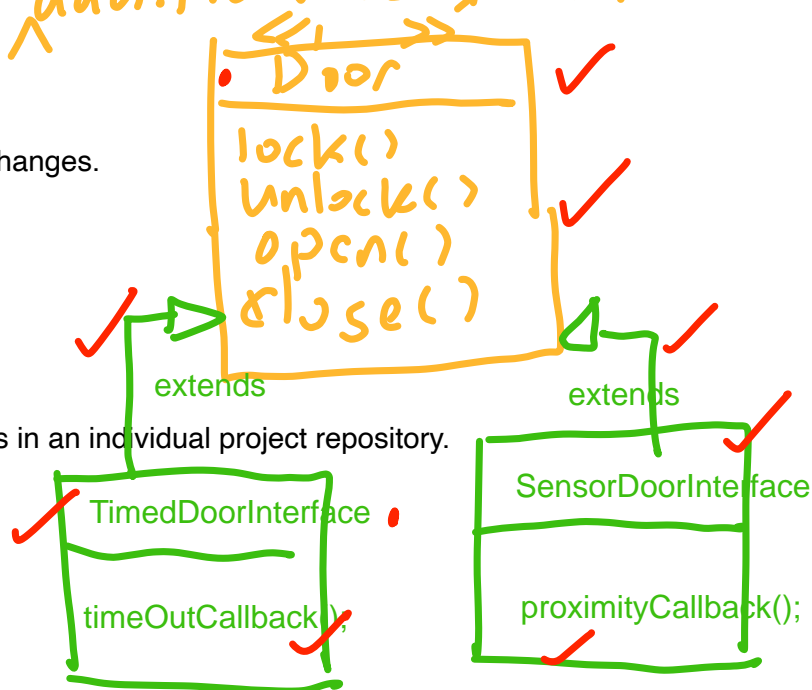 Door
hanges.
lock()
unlock()
open()
close()
extends
extends
s in an individual project repository.
TimedDoorInterface
SensorDoorInterface
timeOutCallback();
proximityCallback();